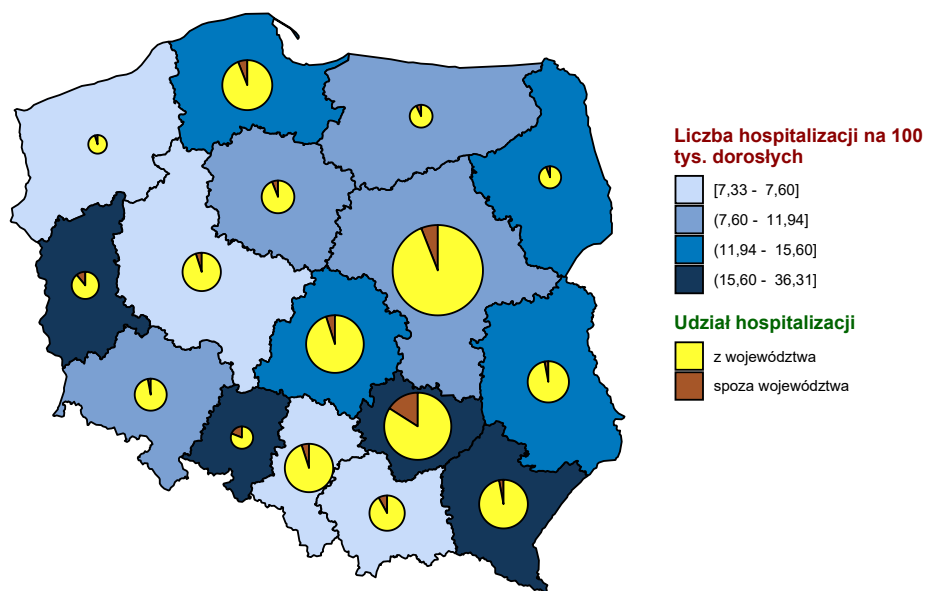 Liczba hospitalizacji na 100
tys. dorosłych
[7,33 - 7,60]
(7,60 - 11,94]
(11,94 - 15,60]
(15,60 - 36,31]
Udział hospitalizacji
z województwa
spoza województwa